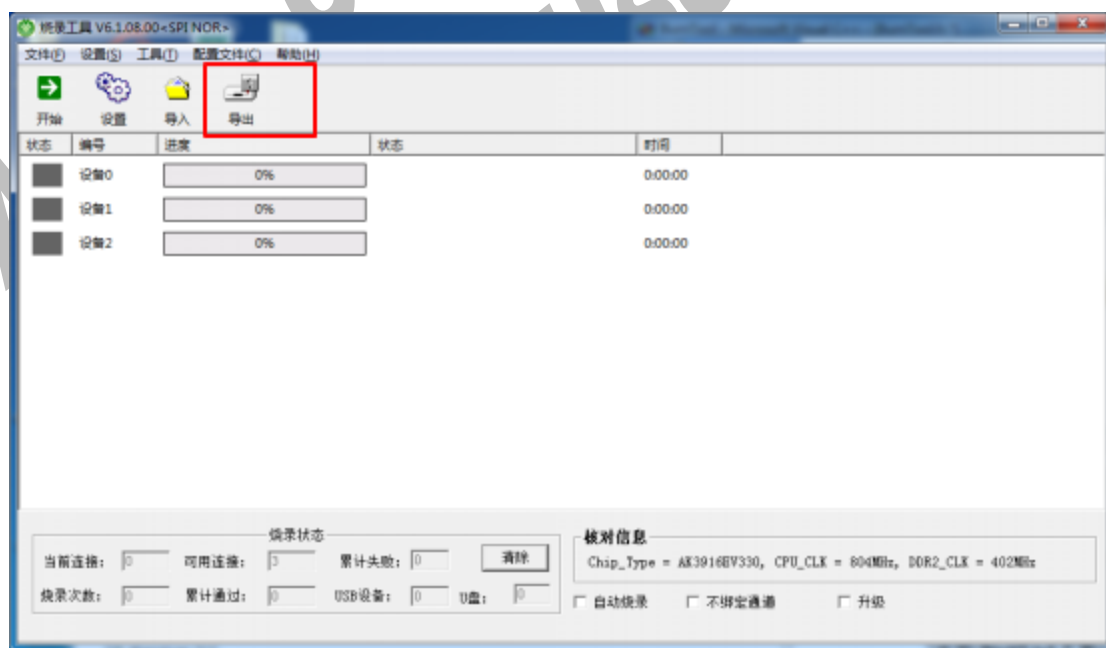 烧录工具 V6.1.08.00<SPI NOR>
文件(F) 设置(S) 工具(T) 配置文件(C) 帮助(H)
开始 设置 导入 导出
状态 编号 进度 状态 时间
设备0 0% 0:00:00
设备1 0% 0:00:00
设备2 0% 0:00:00
烧录状态
核对信息
当前连接: 0 可用连接: 3 累计失败: 0 清除
Chip_Type = AK3916EV330, CPU_CLK = 804MHz, DDR2_CLK = 402MHz
烧录次数: 0 累计通过: 0 USB设备: 0 U盘: 0
自动烧录 不绑定通道 升级